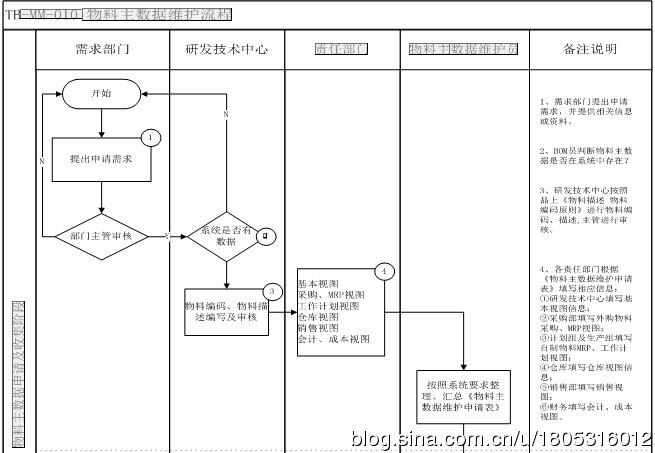 TB-MM-010 物料主数据维护流程
需求部门
研发技术中心
责任部门
物料主数据维护员
备注说明
开始
N
1
提出申请需求
N
部门主管审核
Y
系统是否有
数据
物料编码、物料描
述编写及审核
3
基本视图
采购、MRP视图
工作计划视图
仓库视图
销售视图
会计、成本视图
4
按照系统要求整
理、汇总《物料主
数据维护申请表》
1、需求部门提出申请
需求，并提供相关信息
或资料。
2、BOM员判断物料主数
据是否在系统中存在？
3、研发技术中心按照
晶上《物料描述 物料
编码原则》进行物料编
码、描述,主管进行审
核。
4、各责任部门根据
《物料主数据维护申请
表》填写相应信息：
①研发技术中心填写基
本视图信息；
②采购部填写外购物料
采购、MRP视图；
③计划组及生产组填写
自制物料MRP、工作计
划视图；
④仓库填写仓库视图信
息；
⑤销售部填写销售视
图；
⑥财务填写会计、成本
视图。
物料主数据申请及收集阶段
blog.sina.com.cn/u/1805316012